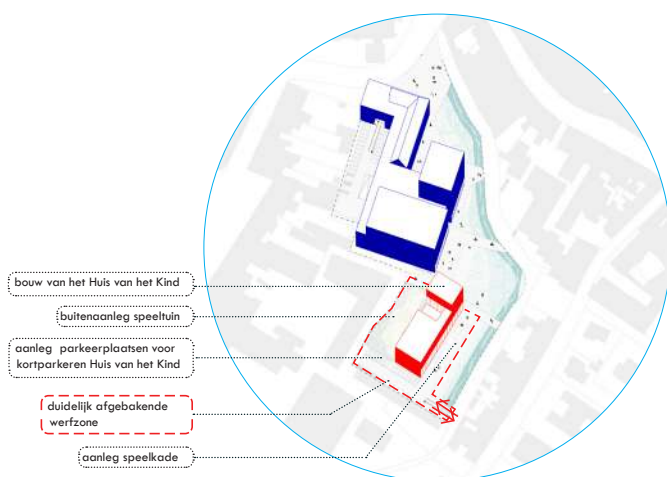 bouw van het Huis van het Kind
buitenaanleg speeltuin
aanleg parkeerplaatsen voor
kortparkeren Huis van het Kind
duidelijk afgebakende
werfzone
aanleg speelkade